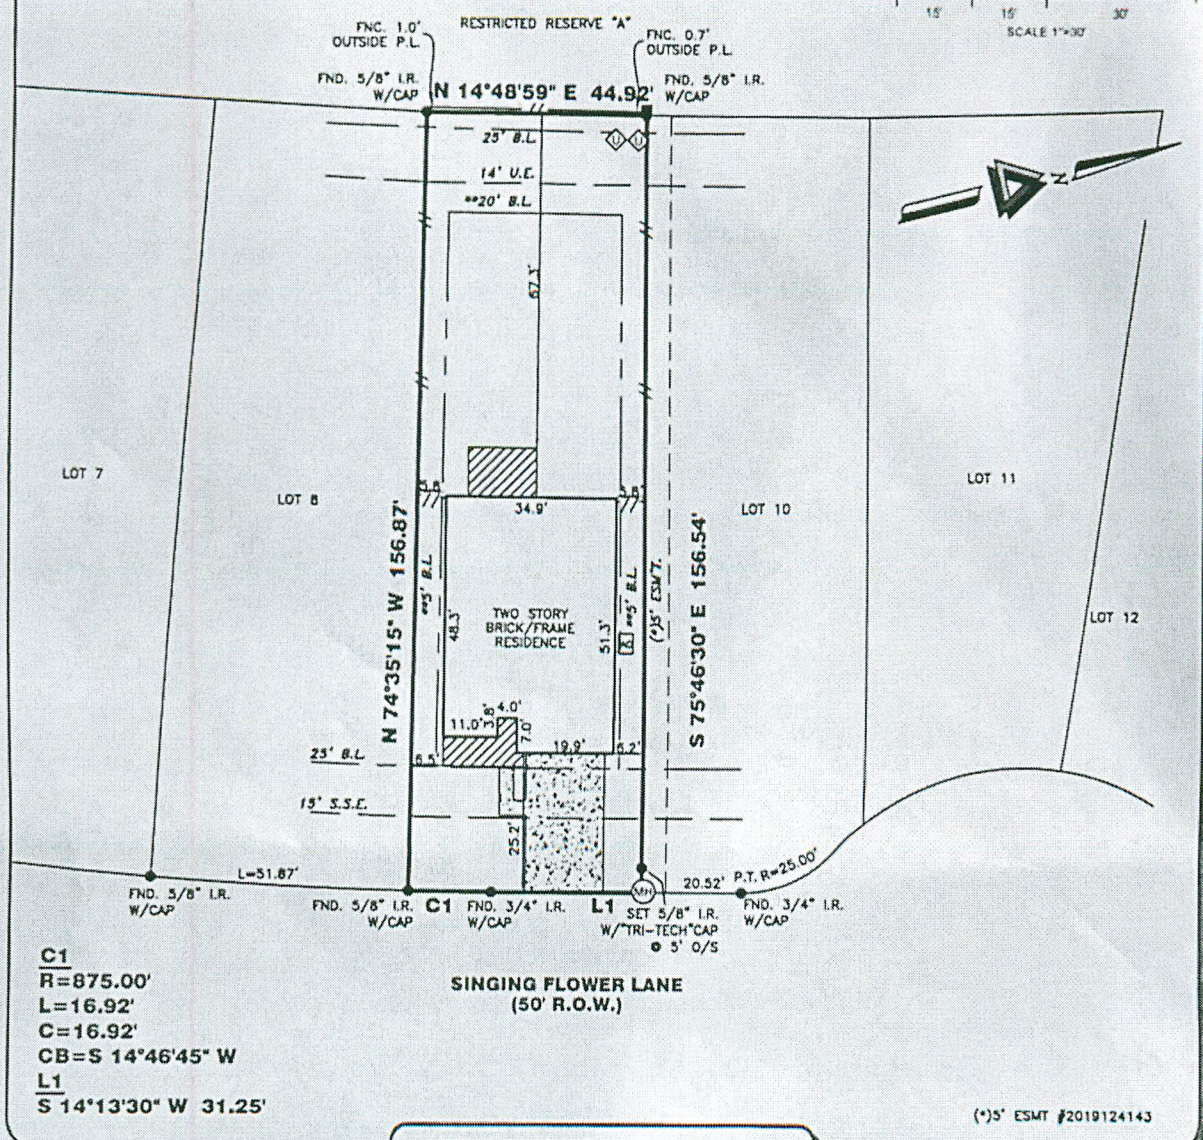 15' 15' 30'
SCALE 1"=30'
RESTRICTED RESERVE "A"
FNC. 1.0'
OUTSIDE P.L.
FNC. 0.7'
OUTSIDE P.L.
FND. 5/8" I.R.
W/CAP
N 14°48'59" E 44.92'
FND. 5/8" I.R.
W/CAP
25' B.L.
U U
14' U.E.
**20' B.L.
N
67.3'
LOT 7
LOT 8
LOT 10
LOT 11
LOT 12
34.9'
N 74°35'15" W 156.87'
**5' B.L.
48.3'
TWO STORY
BRICK/FRAME
RESIDENCE
51.3'
**5' B.L.
(*)5' ESMT.
S 75°46'30" E 156.54'
11.0'
3.8'
4.0'
7.0'
19.9'
6.5'
6.2'
25' B.L.
15' S.S.E.
25.2'
L=51.87'
FND. 5/8" I.R.
W/CAP
FND. 5/8" I.R.
W/CAP
C1
FND. 3/4" I.R.
W/CAP
L1
MH
20.52'
P.T. R=25.00'
SET 5/8" I.R.
W/"TRI-TECH"CAP
5' O/S
FND. 3/4" I.R.
W/CAP
SINGING FLOWER LANE
(50' R.O.W.)
C1
R=875.00'
L=16.92'
C=16.92'
CB=S 14°46'45" W
L1
S 14°13'30" W 31.25'
(*)5' ESMT #2019124143